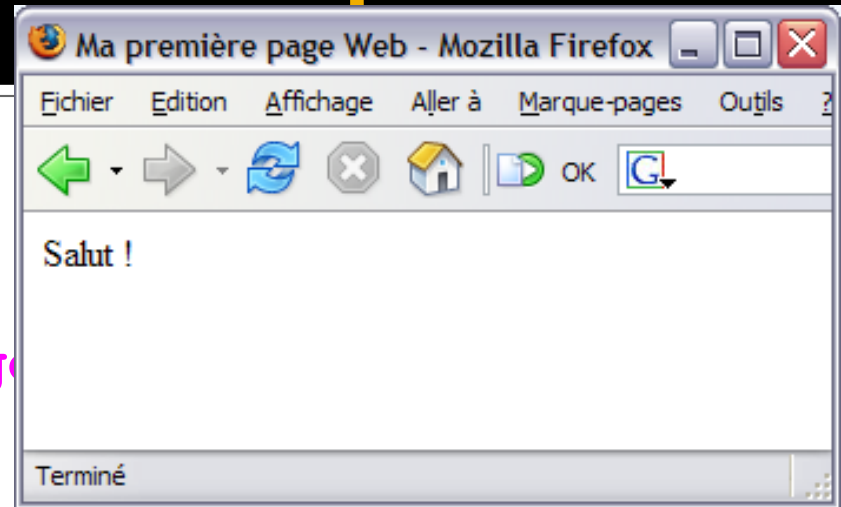 Ma première page Web - Mozilla Firefox
Fichier Edition Affichage Aller à Marque-pages Outils ?
OK G
Salut !
Terminé